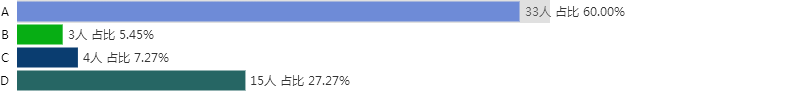 A 33人 占比 60.00%
B 3人 占比 5.45%
C 4人 占比 7.27%
D 15人 占比 27.27%